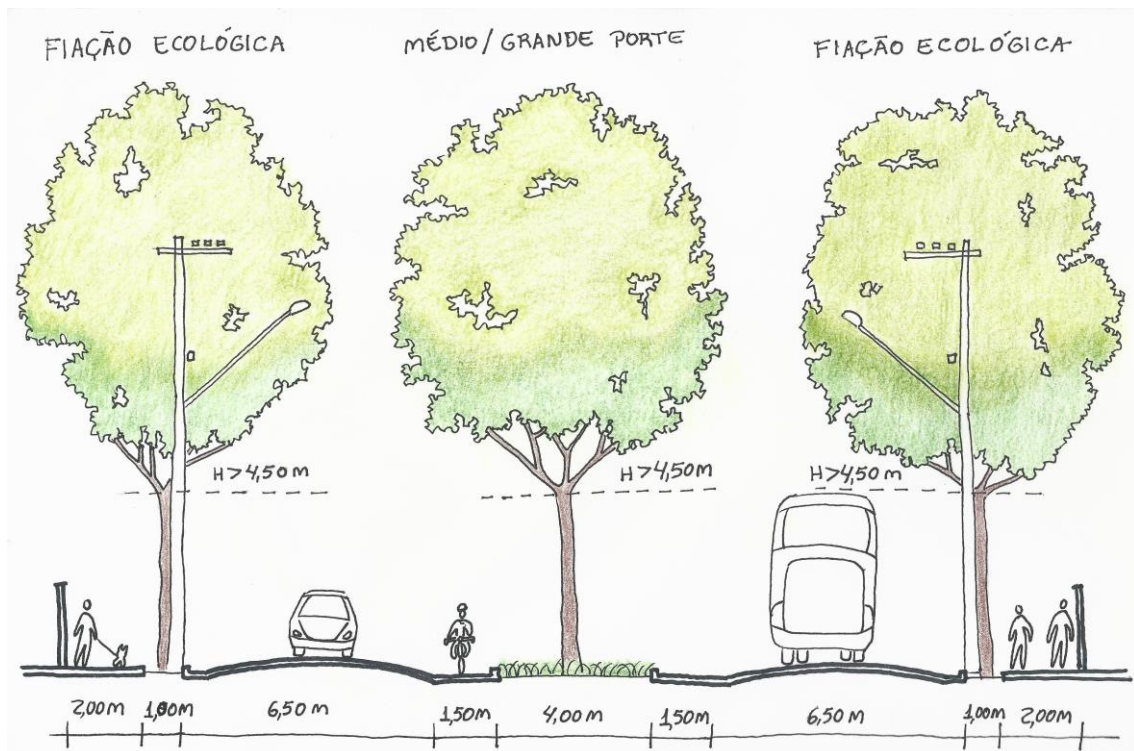 FIAÇÃO ECOLÓGICA
MÉDIO/GRANDE PORTE
FIAÇÃO ECOLÓGICA
H>4,50m
H>4,50m
H>4,50m
2,00m
1,00m
6,50m
1,50m
4,00m
1,50m
6,50m
1,00m
2,00m